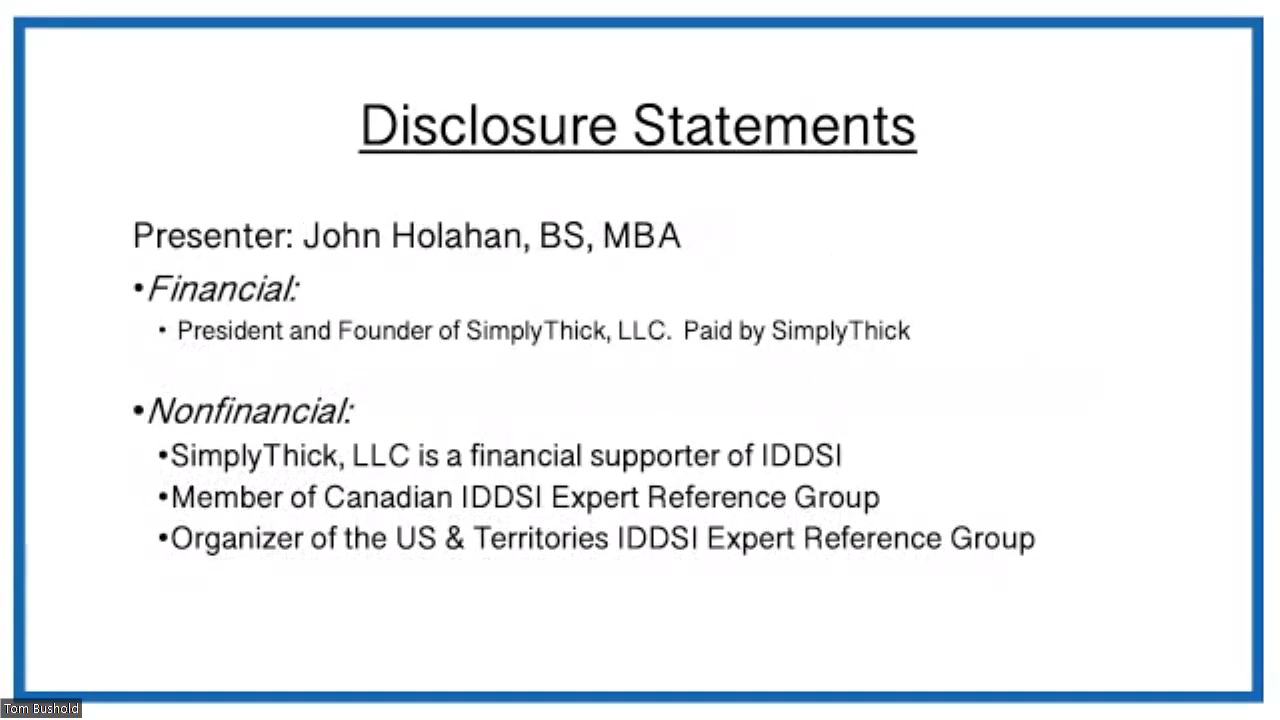 Disclosure Statements
Presenter: John Holahan, BS, MBA
•Financial:
• President and Founder of SimplyThick, LLC.  Paid by SimplyThick
•Nonfinancial:
•SimplyThick, LLC is a financial supporter of IDDSI
•Member of Canadian IDDSI Expert Reference Group
•Organizer of the US & Territories IDDSI Expert Reference Group
Tom Bushold